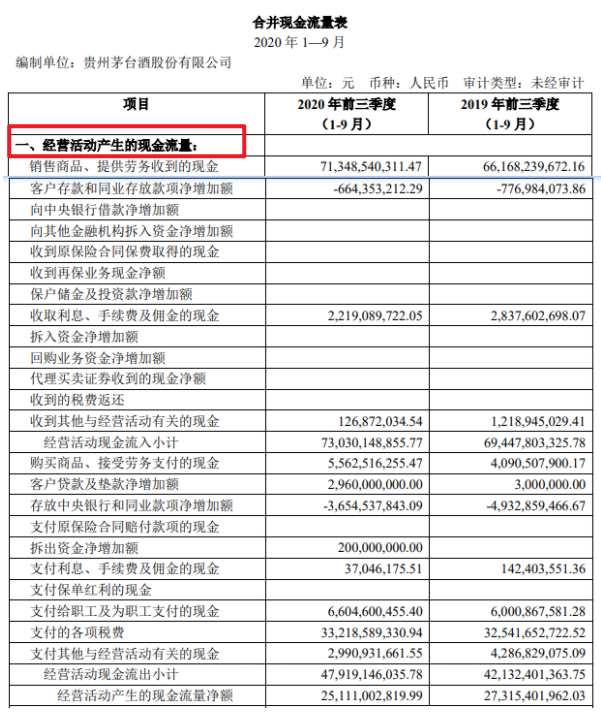 合并现金流量表
2020 年 1—9 月
编制单位：贵州茅台酒股份有限公司
单位：元 币种：人民币 审计类型：未经审计
项目 2020 年前三季度（1-9 月） 2019 年前三季度（1-9 月）
一、经营活动产生的现金流量：
销售商品、提供劳务收到的现金 71,348,540,311.47 66,168,239,672.16
客户存款和同业存放款项净增加额 -664,353,212.29 -776,984,073.86
向中央银行借款净增加额
向其他金融机构拆入资金净增加额
收到原保险合同保费取得的现金
收到再保业务现金净额
保户储金及投资款净增加额
收取利息、手续费及佣金的现金 2,219,089,722.05 2,837,602,698.07
拆入资金净增加额
回购业务资金净增加额
代理买卖证券收到的现金净额
收到的税费返还
收到其他与经营活动有关的现金 126,872,034.54 1,218,945,029.41
经营活动现金流入小计 73,030,148,855.77 69,447,803,325.78
购买商品、接受劳务支付的现金 5,562,516,255.47 4,090,507,900.17
客户贷款及垫款净增加额 2,960,000,000.00 3,000,000.00
存放中央银行和同业款项净增加额 -3,654,537,843.09 -4,932,859,466.67
支付原保险合同赔付款项的现金
拆出资金净增加额 200,000,000.00
支付利息、手续费及佣金的现金 37,046,175.51 142,403,551.36
支付保单红利的现金
支付给职工及为职工支付的现金 6,604,600,455.40 6,000,867,581.28
支付的各项税费 33,218,589,330.94 32,541,652,722.52
支付其他与经营活动有关的现金 2,990,931,661.55 4,286,829,075.09
经营活动现金流出小计 47,919,146,035.78 42,132,401,363.75
经营活动产生的现金流量净额 25,111,002,819.99 27,315,401,962.03